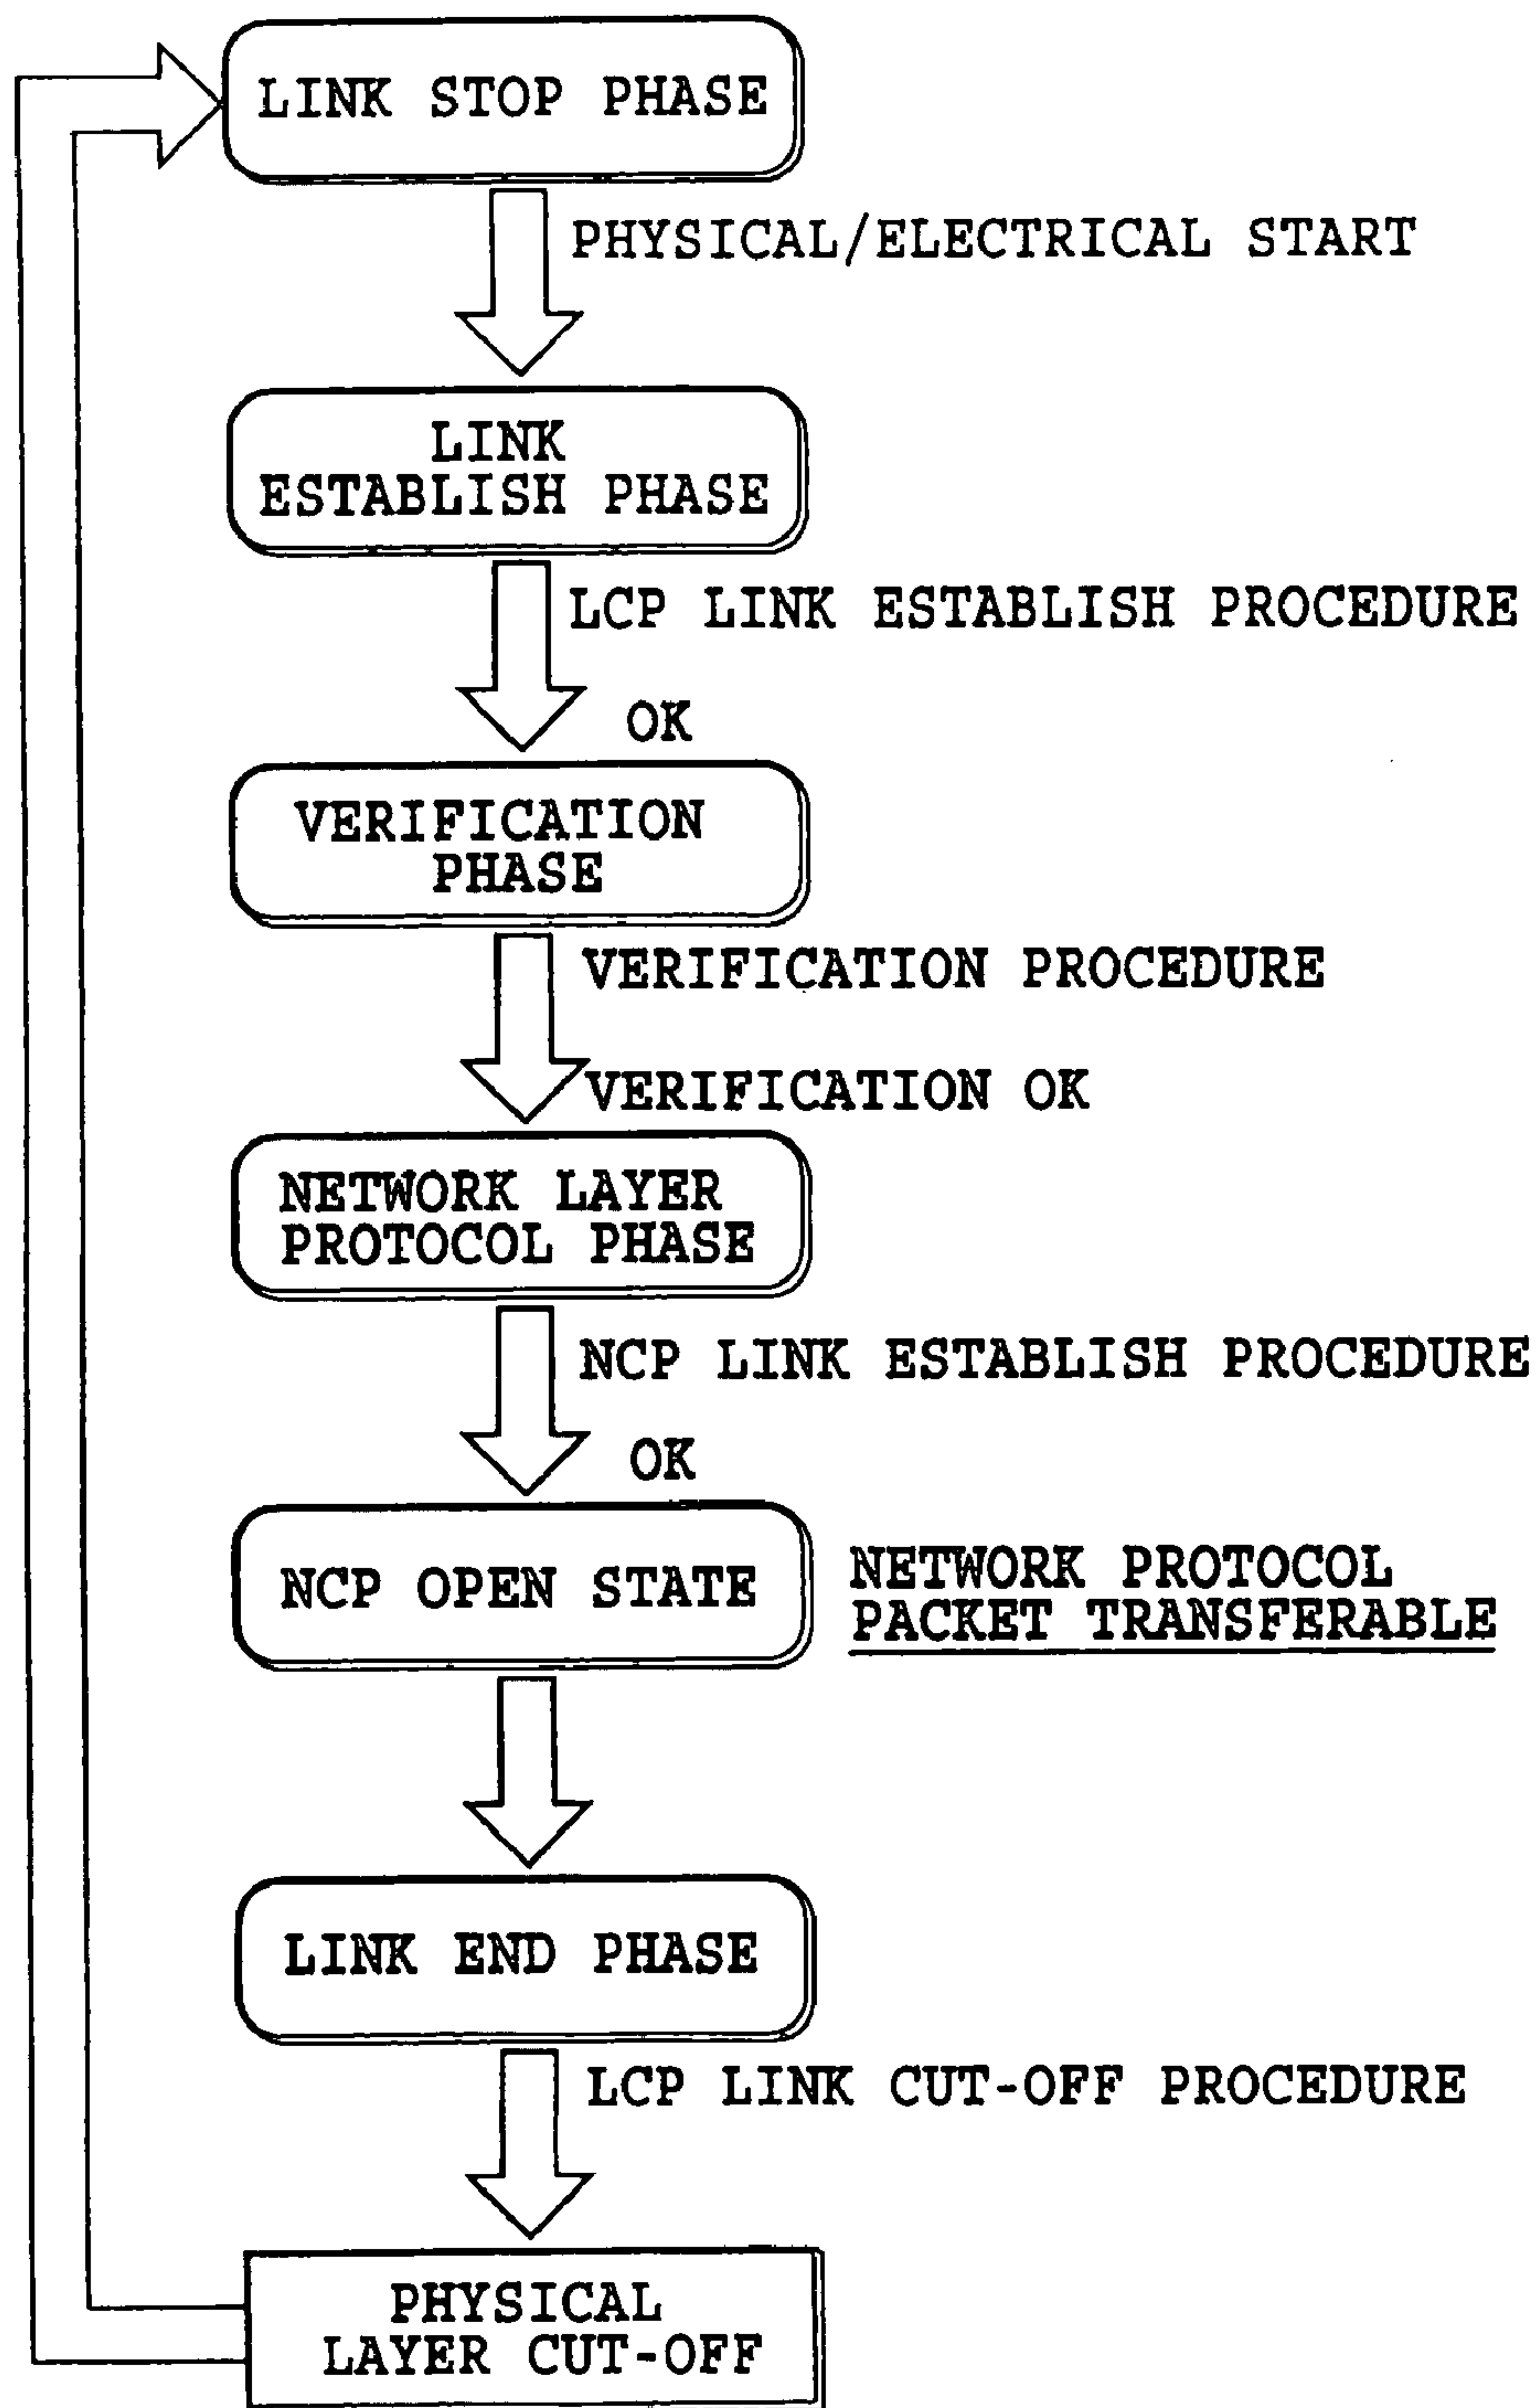 LINK STOP PHASE
PHYSICAL/ELECTRICAL START
LINK
ESTABLISH PHASE
LCP LINK ESTABLISH PROCEDURE
OK
VERIFICATION
PHASE
VERIFICATION PROCEDURE
VERIFICATION OK
NETWORK LAYER
PROTOCOL PHASE
NCP LINK ESTABLISH PROCEDURE
OK
NCP OPEN STATE
NETWORK PROTOCOL
PACKET TRANSFERABLE
LINK END PHASE
LCP LINK CUT-OFF PROCEDURE
PHYSICAL
LAYER CUT-OFF